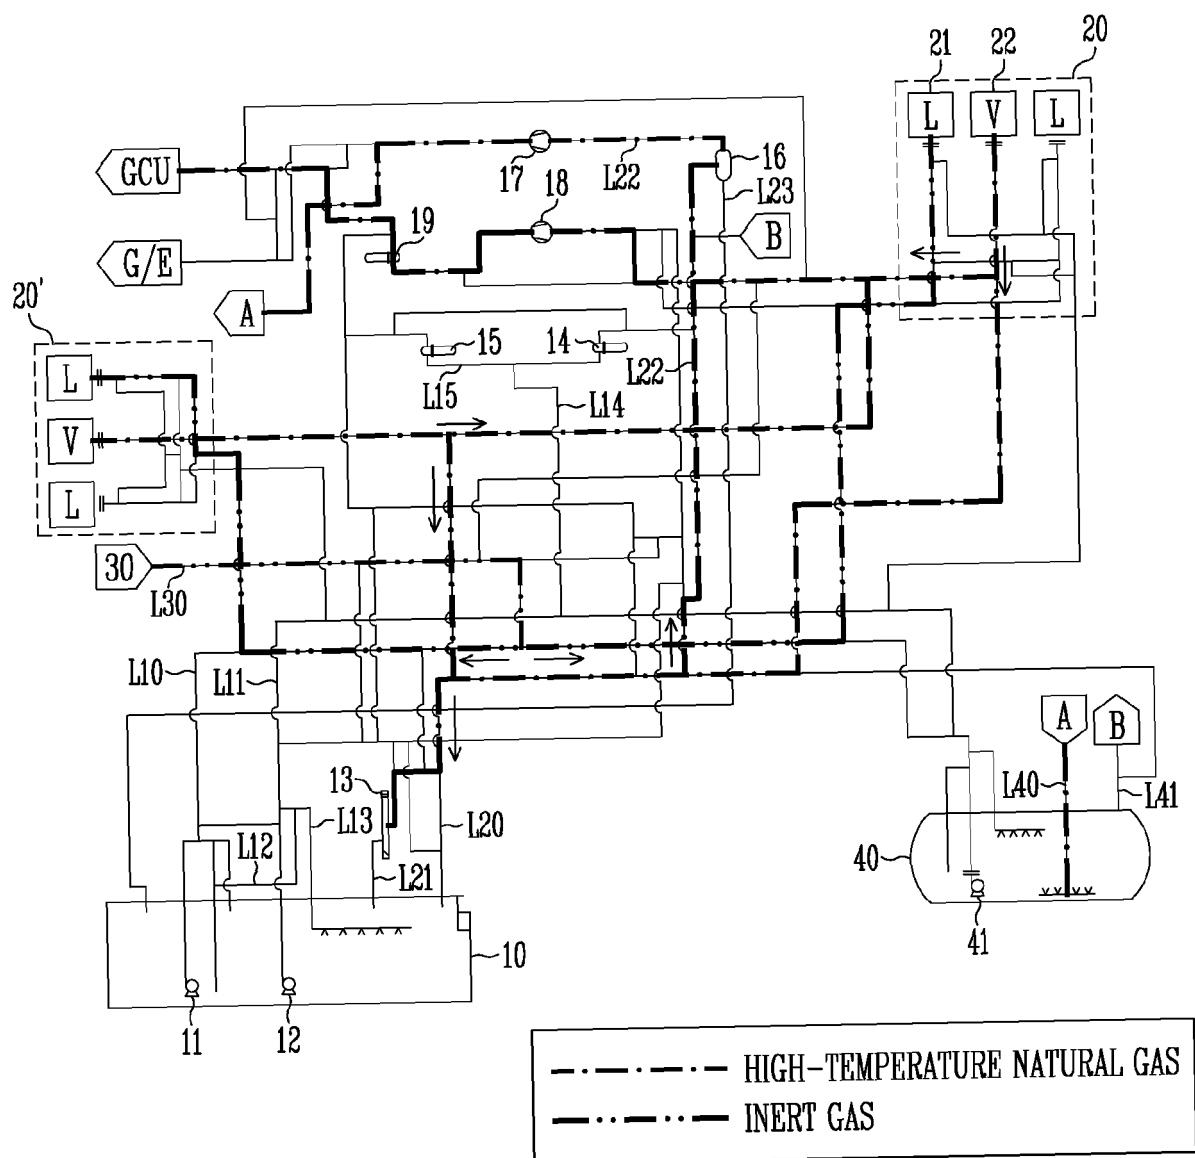 21
22
20
L
V
L
GCU
17
L22
16
L23
18
B
G/E
19
A
20'
15
14
L22
L15
L14
L
V
L
30
L30
L10
L11
A
B
13
L40
L41
L13
L20
L12
L21
40
41
10
11
12
HIGH-TEMPERATURE NATURAL GAS
INERT GAS